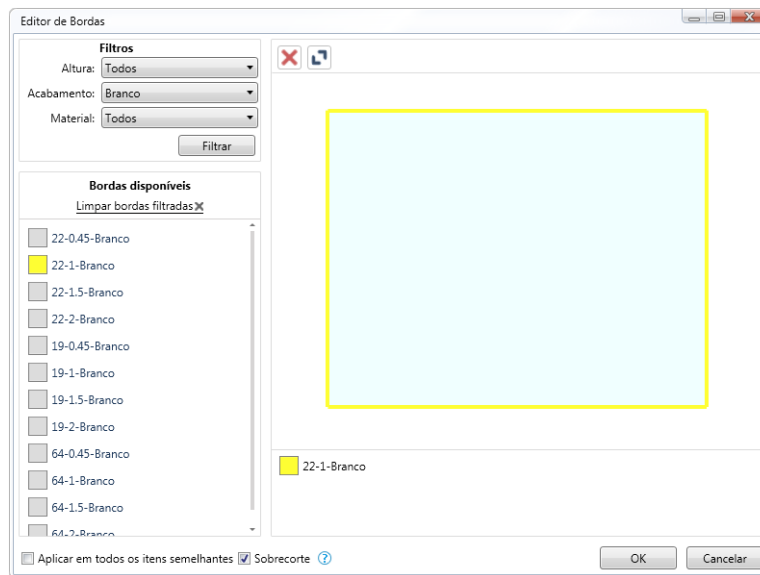 Editor de Bordas
Filtros
Altura: Todos
Acabamento: Branco
Material: Todos
Filtrar
Bordas disponíveis
Limpar bordas filtradas
22-0.45-Branco
22-1-Branco
22-1.5-Branco
22-2-Branco
19-0.45-Branco
19-1-Branco
19-1.5-Branco
19-2-Branco
64-0.45-Branco
64-1-Branco
64-1.5-Branco
64-2-Branco
22-1-Branco
Aplicar em todos os itens semelhantes Sobrecorte ?
OK Cancelar